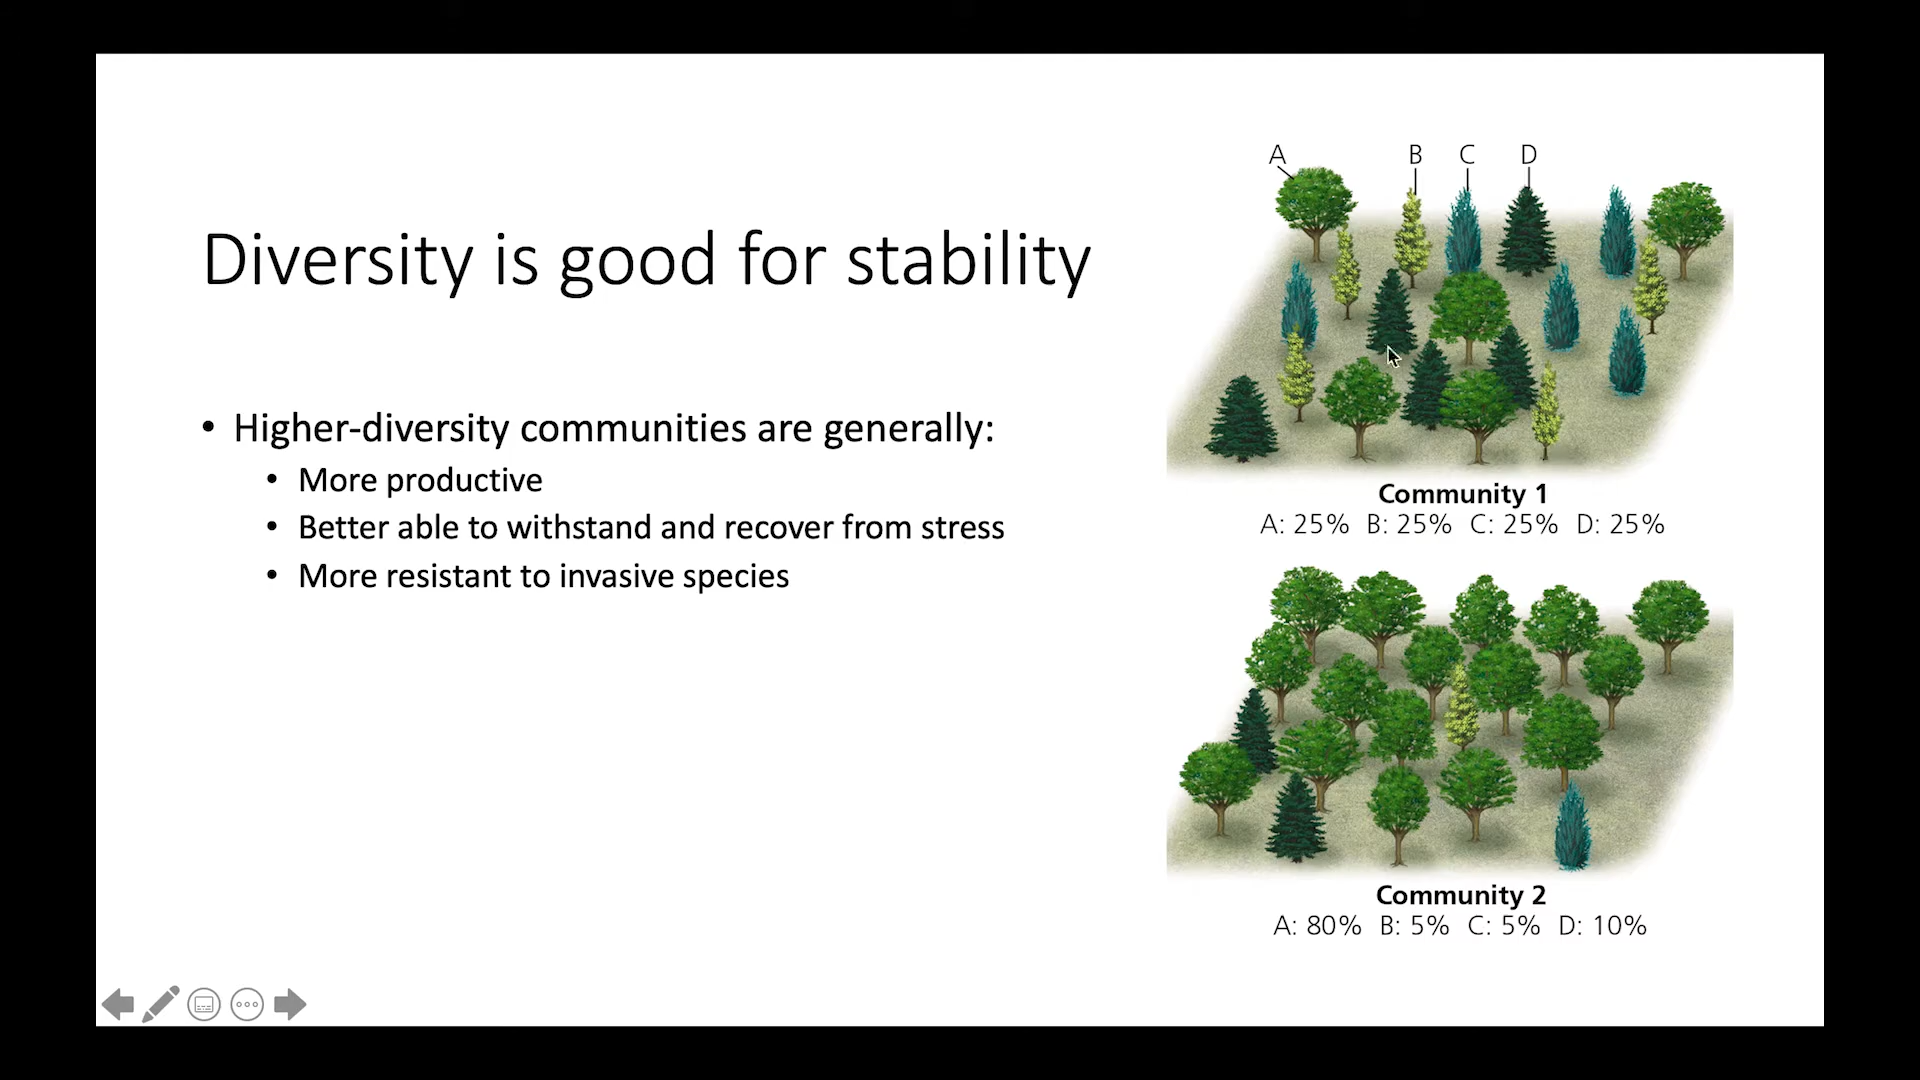 Diversity is good for stability
• Higher-diversity communities are generally:
• More productive
• Better able to withstand and recover from stress
• More resistant to invasive species
A B C D
Community 1
A: 25% B: 25% C: 25% D: 25%
Community 2
A: 80% B: 5% C: 5% D: 10%